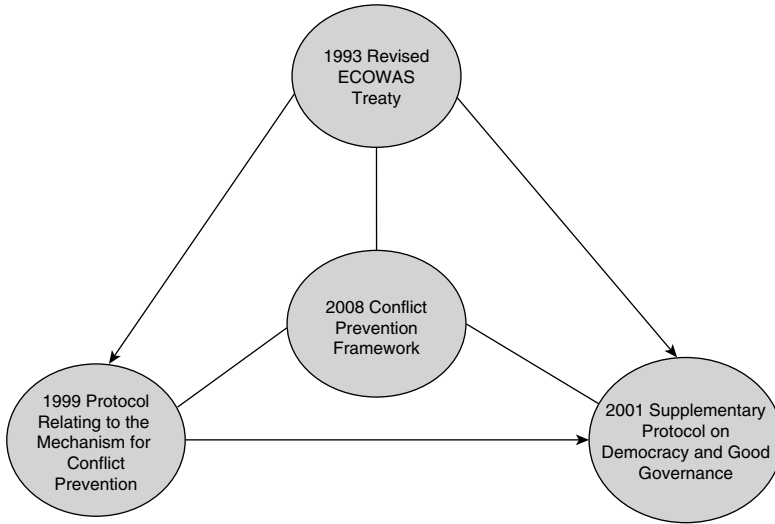 1993 Revised
ECOWAS
Treaty
2008 Conflict
Prevention
Framework
1999 Protocol
Relating to the
Mechanism for
Conflict
Prevention
2001 Supplementary
Protocol on
Democracy and Good
Governance